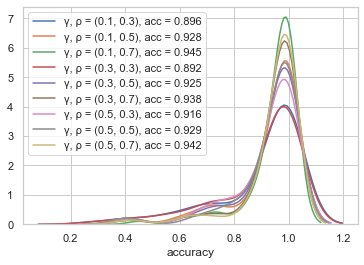 7
6
5
4
3
2
1
0
γ, ρ = (0.1, 0.3), acc = 0.896
γ, ρ = (0.1, 0.5), acc = 0.928
γ, ρ = (0.1, 0.7), acc = 0.945
γ, ρ = (0.3, 0.3), acc = 0.892
γ, ρ = (0.3, 0.5), acc = 0.925
γ, ρ = (0.3, 0.7), acc = 0.938
γ, ρ = (0.5, 0.3), acc = 0.916
γ, ρ = (0.5, 0.5), acc = 0.929
γ, ρ = (0.5, 0.7), acc = 0.942
0.2 0.4 0.6 0.8 1.0 1.2
accuracy